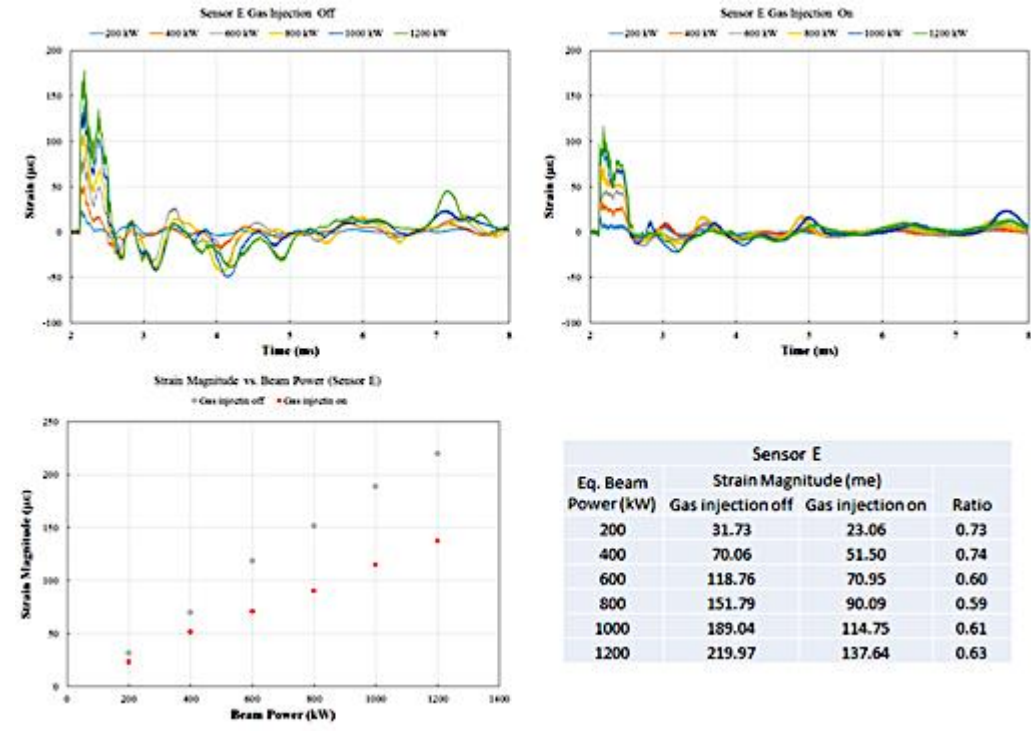 Sensor E Gas Injection Off
200 kW 400 kW 600 kW 800 kW 1000 kW 1200 kW
200
150
100
50
0
-50
-100
Strain (με)
2 3 4 5 6 7 8
Time (ms)
Sensor E Gas Injection On
200 kW 400 kW 600 kW 800 kW 1000 kW 1200 kW
200
150
100
50
0
-50
-100
Strain (με)
2 3 4 5 6 7 8
Time (ms)
Strain Magnitude vs. Beam Power (Sensor E)
Gas injectin off Gas injectin on
250
200
150
100
50
0
Strain Magnitude (με)
0 200 400 600 800 1000 1200 1400
Beam Power (kW)
Sensor E
Eq. Beam Power (kW) Strain Magnitude (me)
Gas injection off Gas injection on Ratio
200 31.73 23.06 0.73
400 70.06 51.50 0.74
600 118.76 70.95 0.60
800 151.79 90.09 0.59
1000 189.04 114.75 0.61
1200 219.97 137.64 0.63